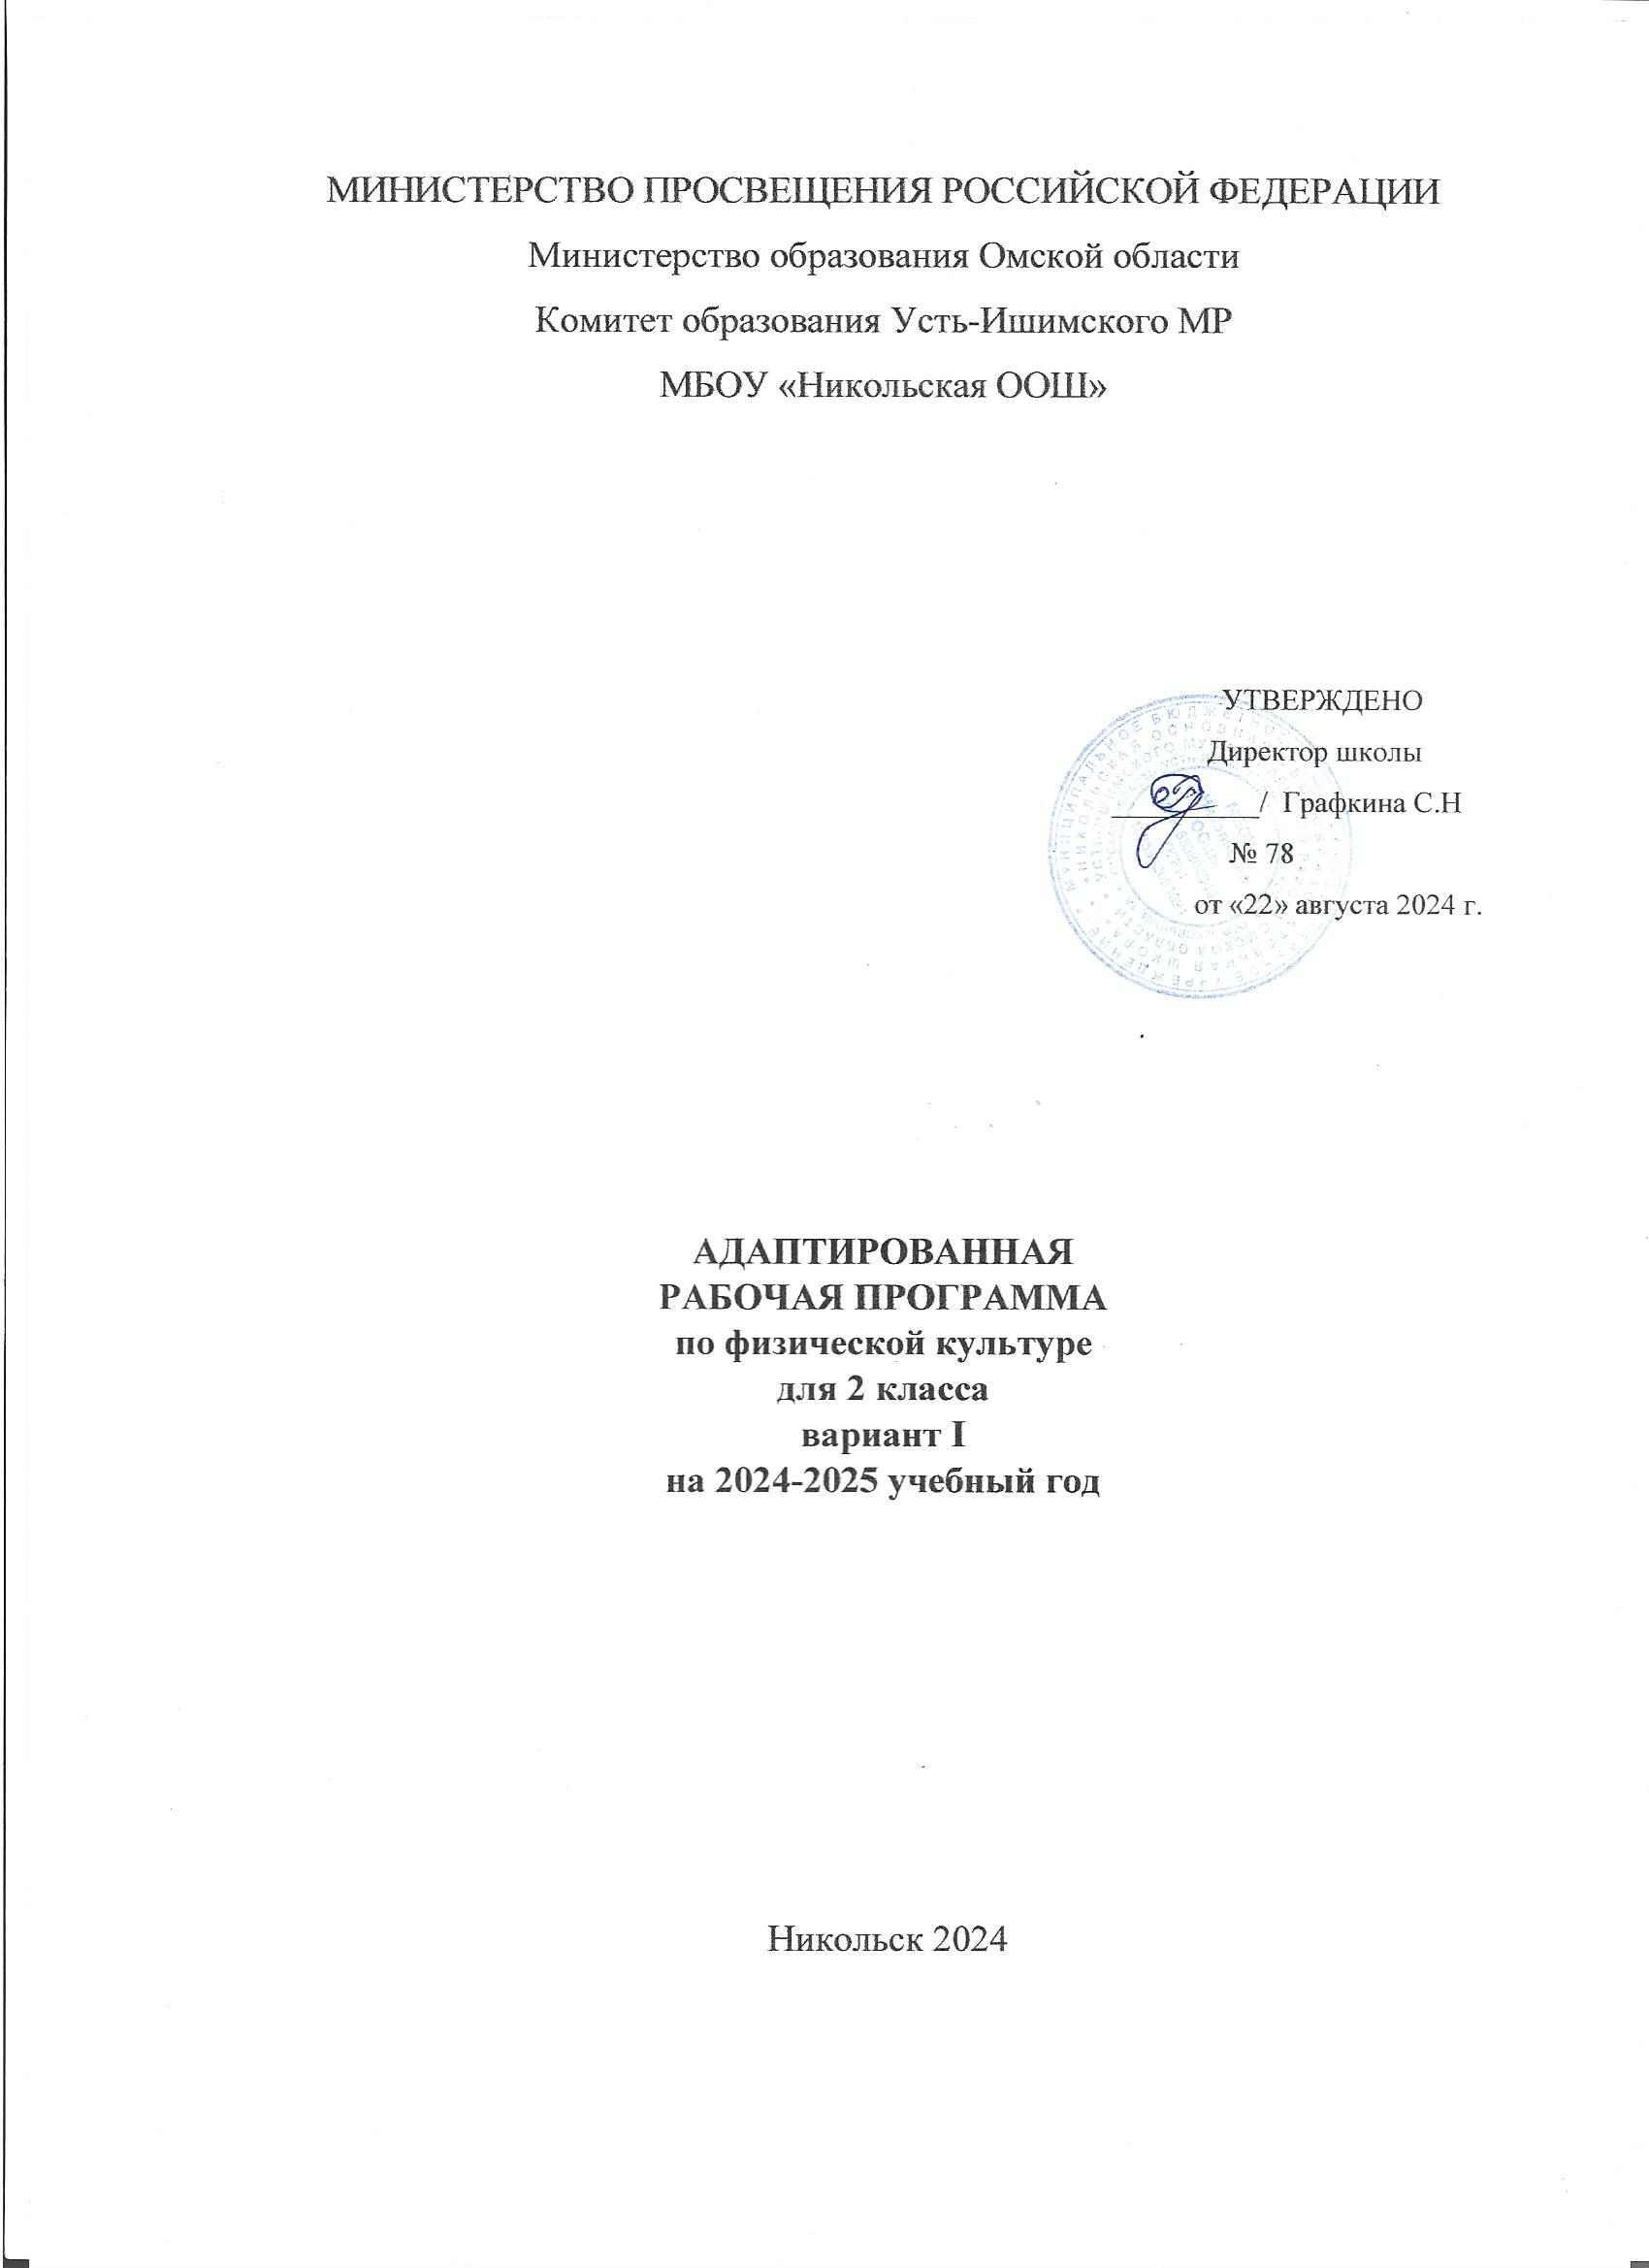 МИНИСТЕРСТВО ПРОСВЕЩЕНИЯ РОССИЙСКОЙ ФЕДЕРАЦИИ
Министерство образования Омской области
Комитет образования Усть-Ишимского МР
МБОУ «Никольская ООШ»
УТВЕРЖДЕНО
Директор школы
/ Графкина С.Н
№ 78
от «22» августа 2024 г.
АДАПТИРОВАННАЯ
РАБОЧАЯ ПРОГРАММА
по физической культуре
для 2 класса
вариант I
на 2024-2025 учебный год
Никольск 2024